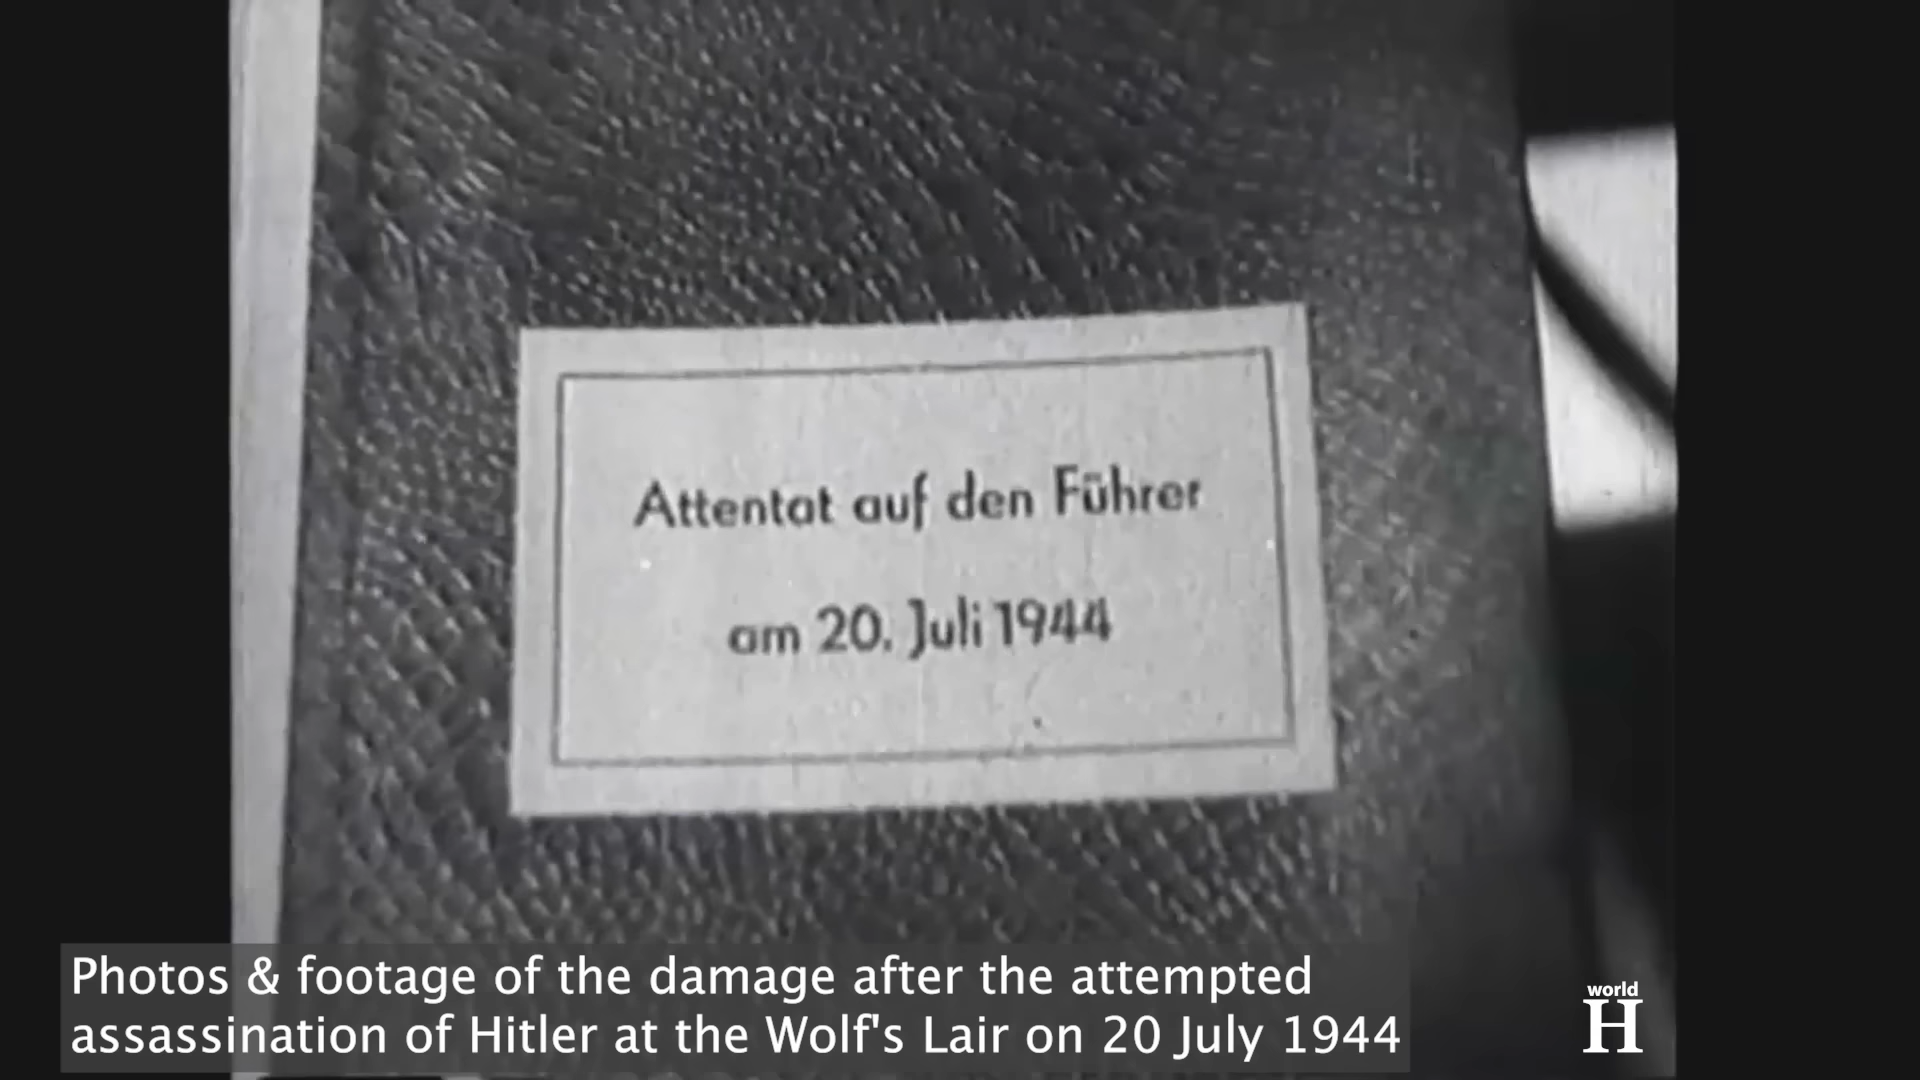 Attentat auf den Führer
am 20. Juli 1944
Photos & footage of the damage after the attempted
assassination of Hitler at the Wolf's Lair on 20 July 1944
world
H